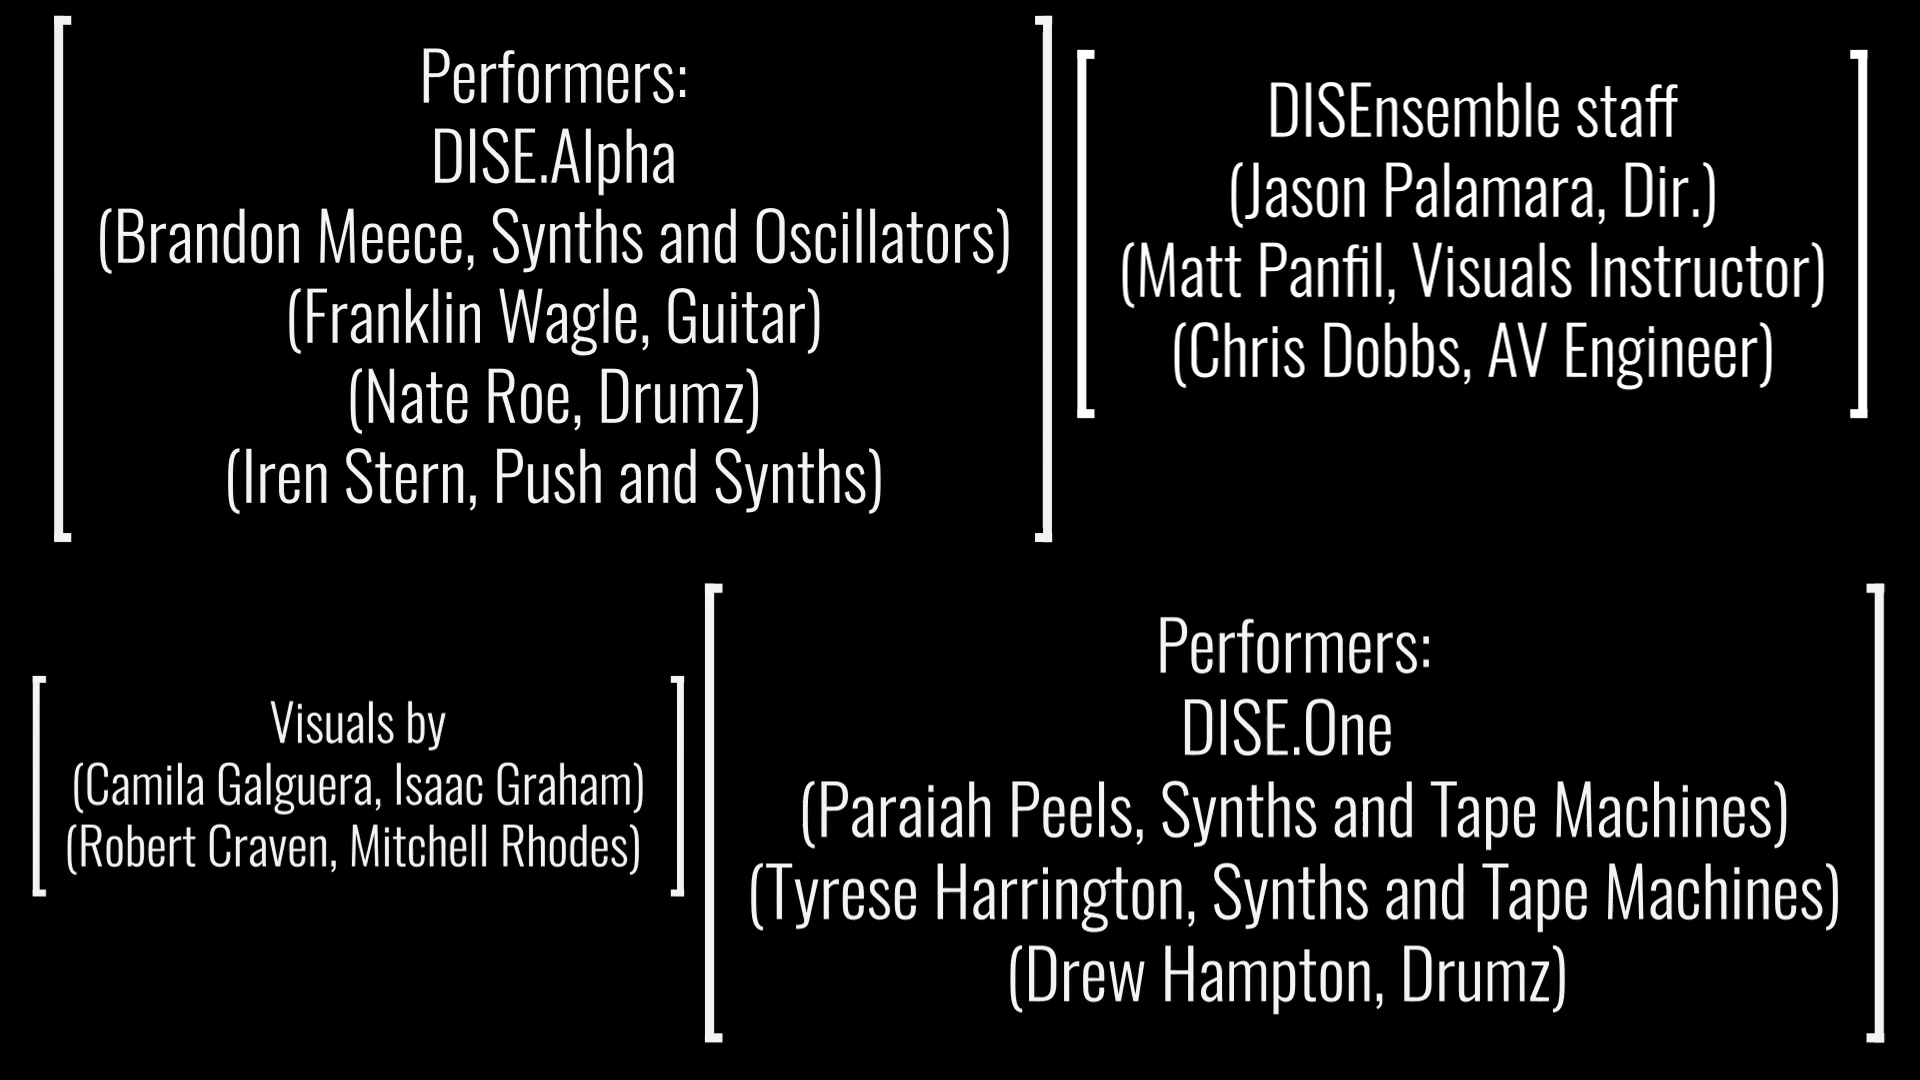 Performers:
DISE.Alpha
(Brandon Meece, Synths and Oscillators)
(Franklin Wagle, Guitar)
(Nate Roe, Drumz)
(Iren Stern, Push and Synths)
DISEnsemble staff
(Jason Palamara, Dir.)
(Matt Panfil, Visuals Instructor)
(Chris Dobbs, AV Engineer)
Visuals by
(Camila Galguera, Isaac Graham)
(Robert Craven, Mitchell Rhodes)
Performers:
DISE.One
(Paraiah Peels, Synths and Tape Machines)
(Tyrese Harrington, Synths and Tape Machines)
(Drew Hampton, Drumz)